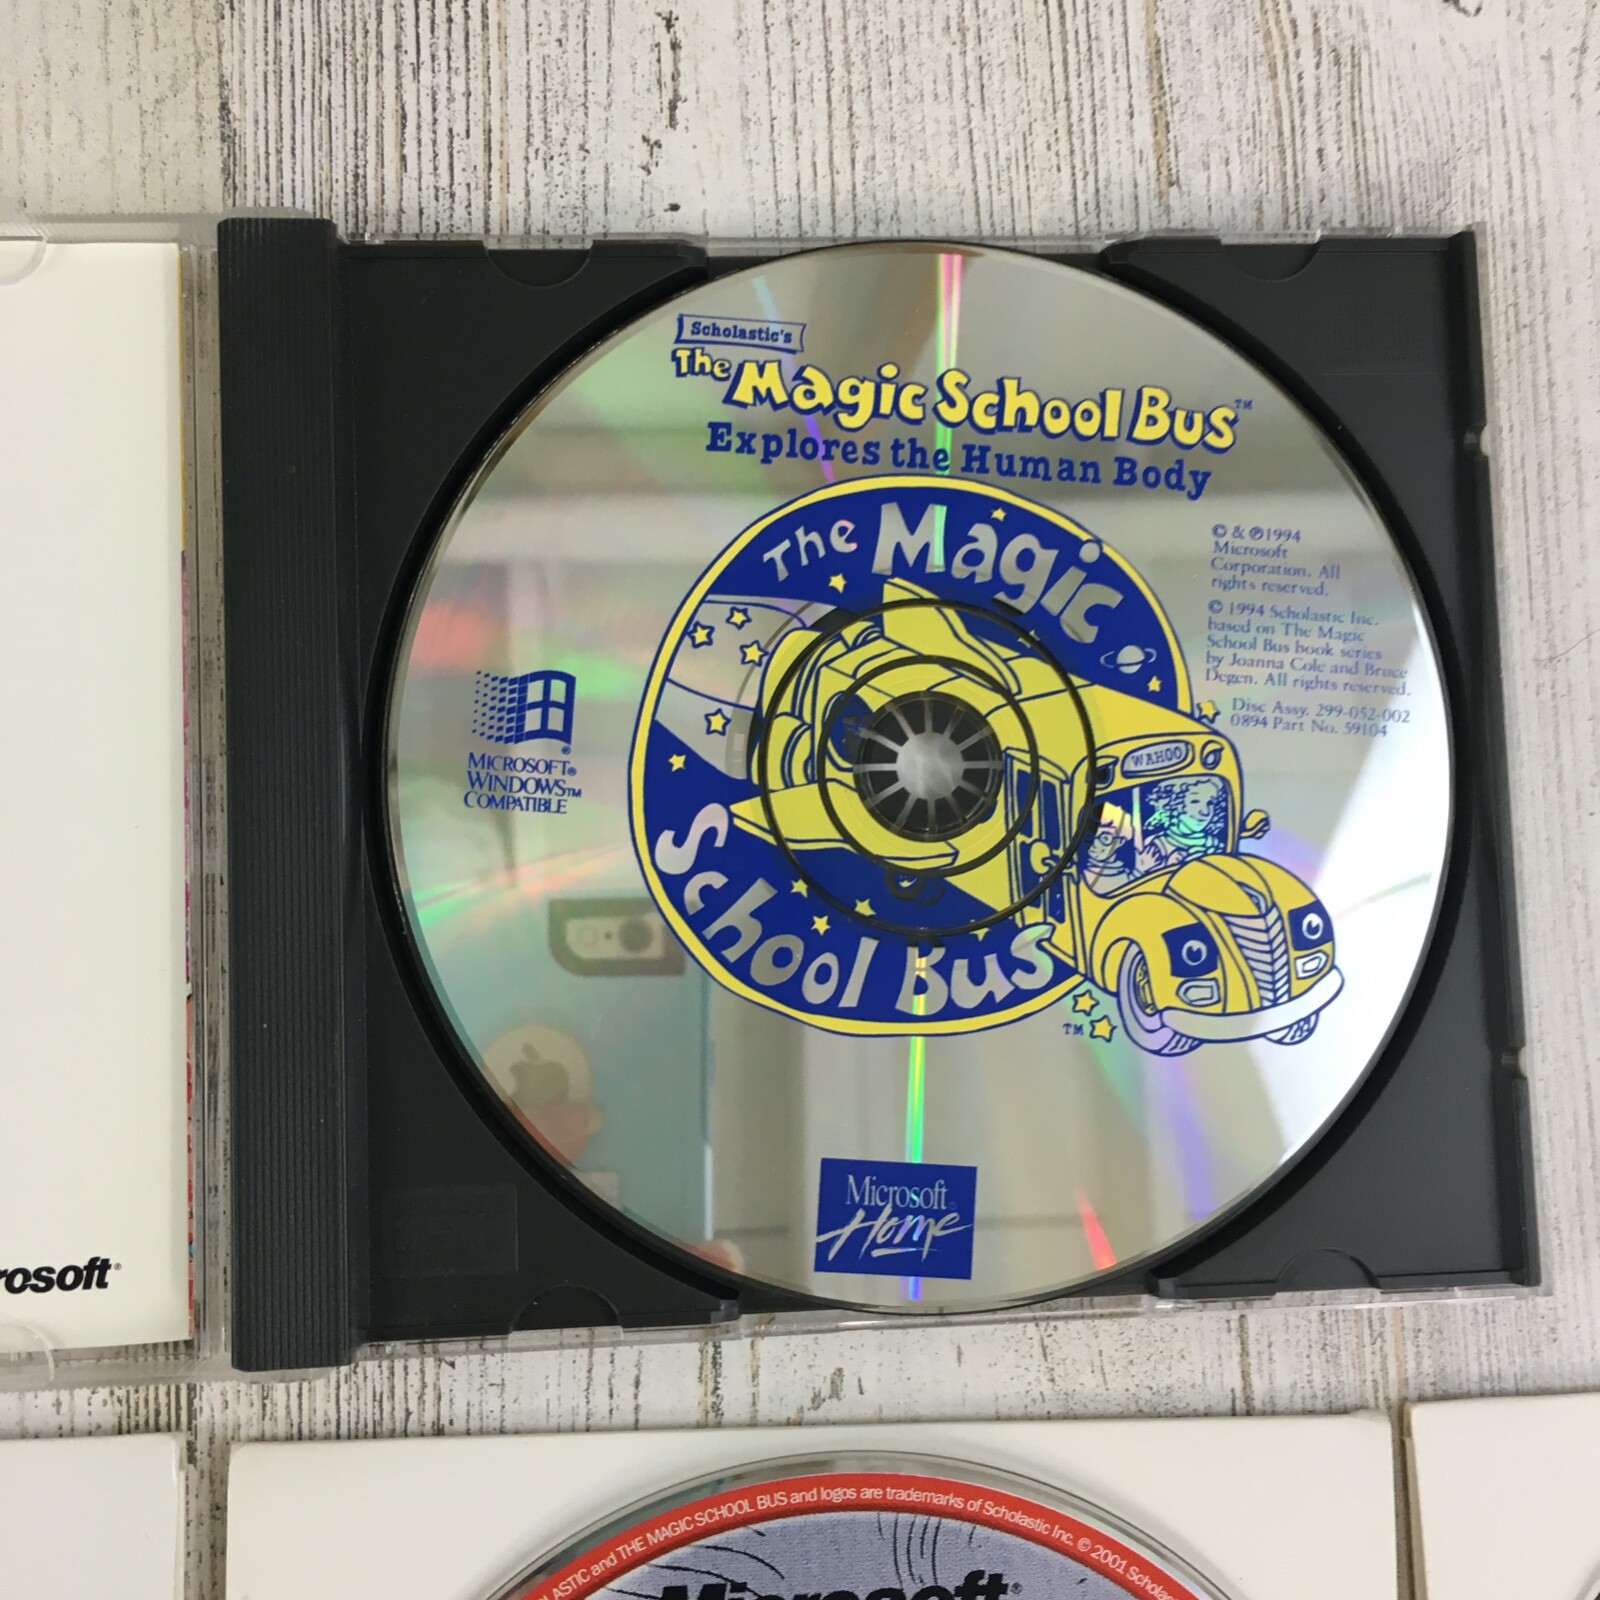 Scholastic's
The Magic School Bus™
Explores the Human Body
The Magic
School Bus
TM
WAHOO
© & ℗1994
Microsoft
Corporation. All
rights reserved.
© 1994 Scholastic Inc.
based on The Magic
School Bus book series
by Joanna Cole and Bruce
Degen. All rights reserved.
Disc Assy. 299-052-002
0894 Part No. 59104
MICROSOFT®
WINDOWS™
COMPATIBLE
Microsoft®
Home
rosoft®
LASTIC and THE MAGIC SCHOOL BUS and logos are trademarks of Scholastic Inc. © 2001 Scholas
Microsoft®